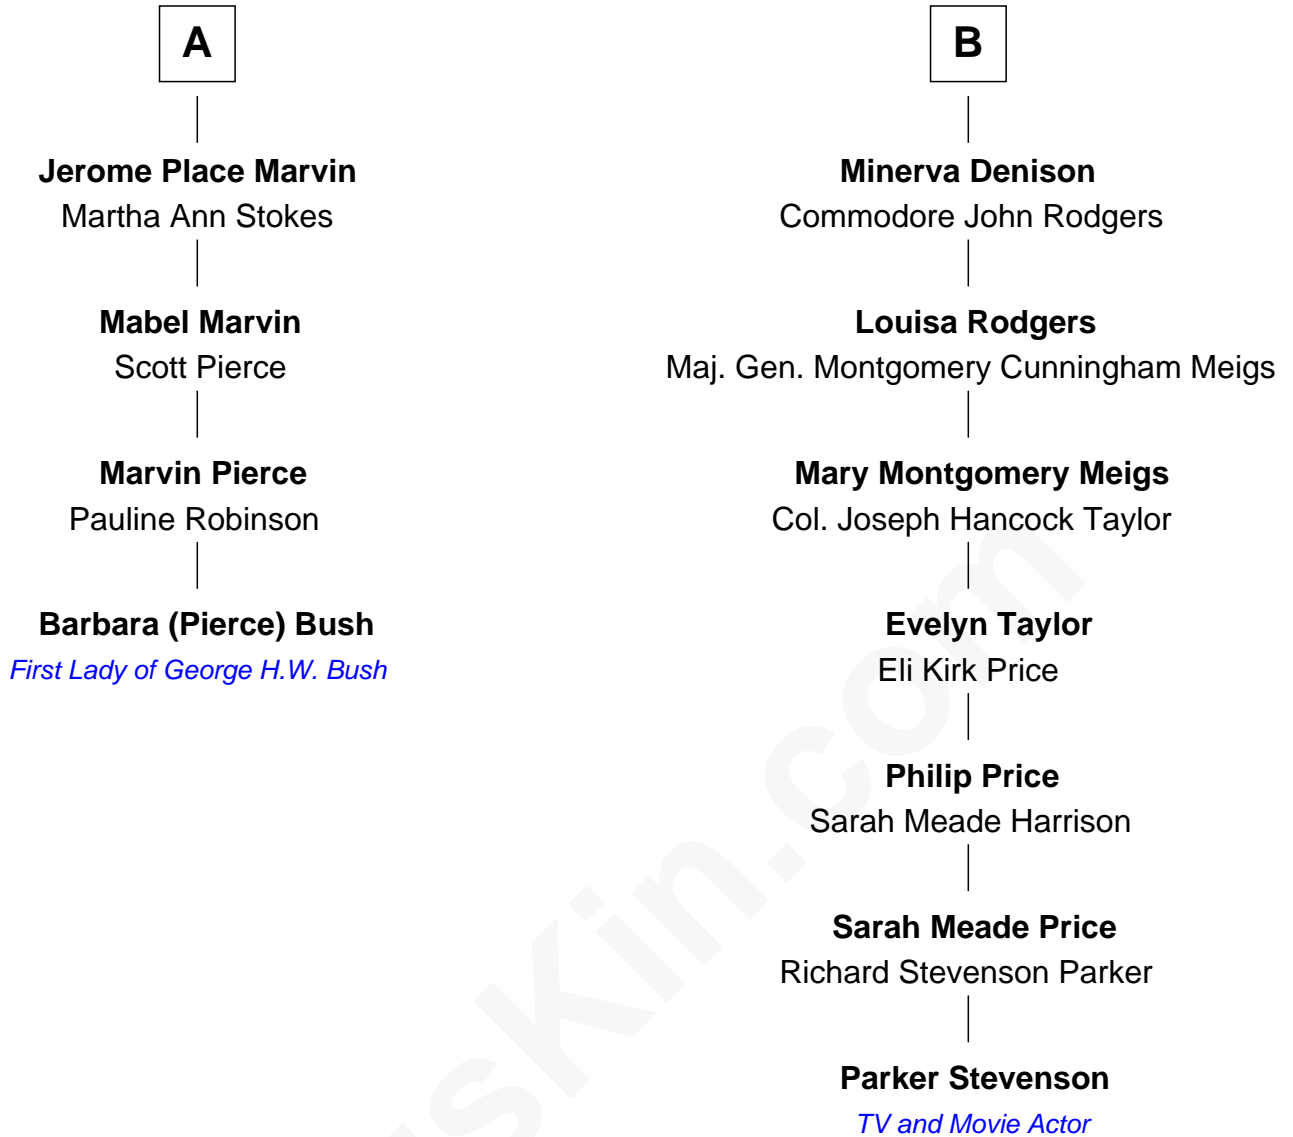 A
Jerome Place Marvin
Martha Ann Stokes
Mabel Marvin
Scott Pierce
Marvin Pierce
Pauline Robinson
Barbara (Pierce) Bush
First Lady of George H.W. Bush
B
Minerva Denison
Commodore John Rodgers
Louisa Rodgers
Maj. Gen. Montgomery Cunningham Meigs
Mary Montgomery Meigs
Col. Joseph Hancock Taylor
Evelyn Taylor
Eli Kirk Price
Philip Price
Sarah Meade Harrison
Sarah Meade Price
Richard Stevenson Parker
Parker Stevenson
TV and Movie Actor